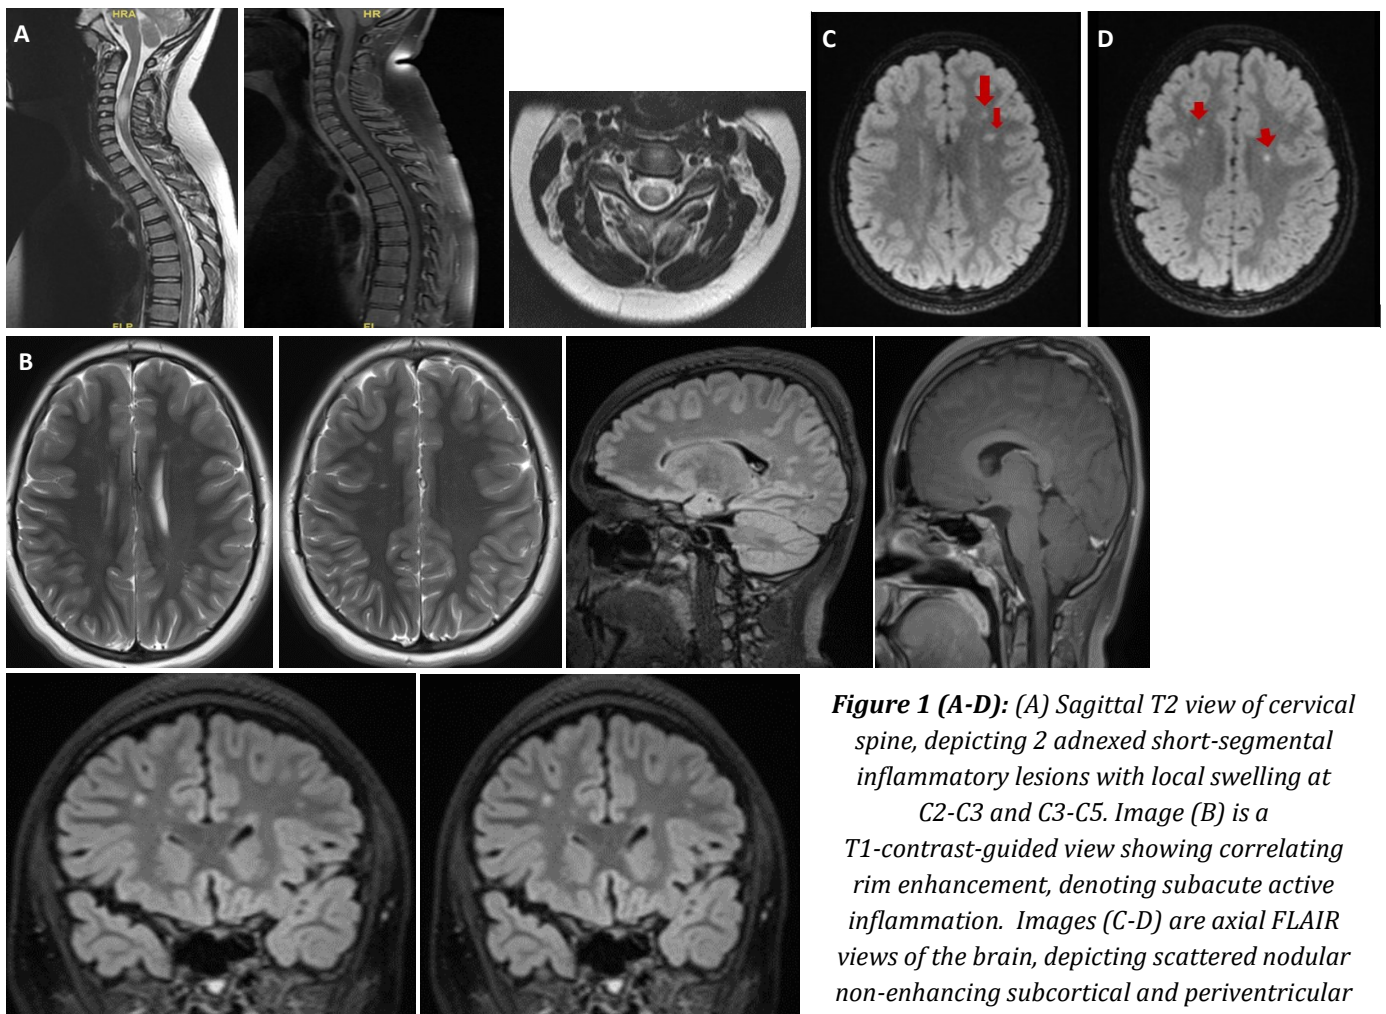 A
HRA
HR
C
D
B
Figure 1 (A-D): (A) Sagittal T2 view of cervical
spine, depicting 2 adnexed short-segmental
inflammatory lesions with local swelling at
C2-C3 and C3-C5. Image (B) is a
T1-contrast-guided view showing correlating
rim enhancement, denoting subacute active
inflammation. Images (C-D) are axial FLAIR
views of the brain, depicting scattered nodular
non-enhancing subcortical and periventricular